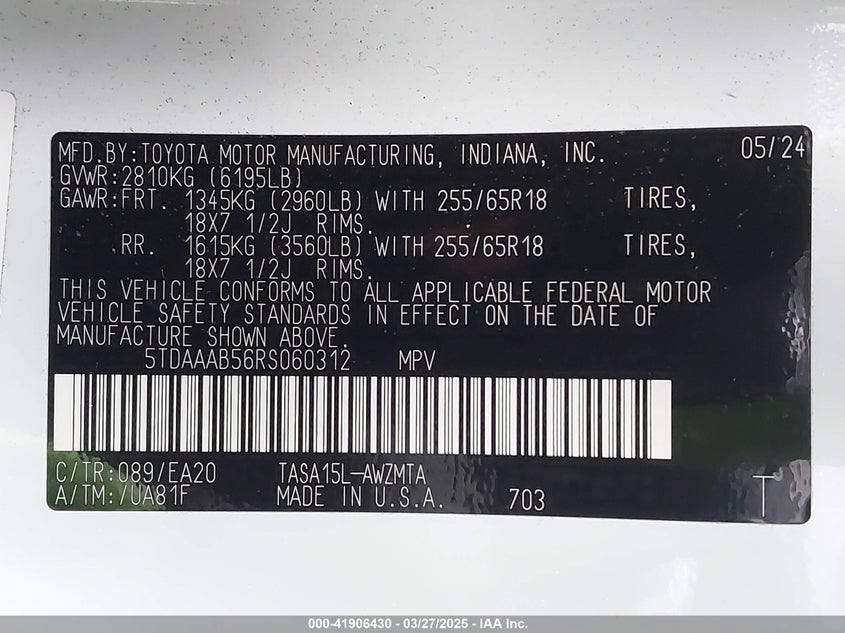 MFD.BY:TOYOTA MOTOR MANUFACTURING, INDIANA, INC. 05/24
GVWR:2810KG (6195LB)
GAWR:FRT. 1345KG (2960LB) WITH 255/65R18 TIRES,
18X7 1/2J RIMS.
RR. 1615KG (3560LB) WITH 255/65R18 TIRES,
18X7 1/2J RIMS.
THIS VEHICLE CONFORMS TO ALL APPLICABLE FEDERAL MOTOR
VEHICLE SAFETY STANDARDS IN EFFECT ON THE DATE OF
MANUFACTURE SHOWN ABOVE.
5TDAAAB56RS060312 MPV
C/TR:089/EA20 TASA15L-AWZMTA
A/TM:/UA81F MADE IN U.S.A. 703 T
000-41906430 - 03/27/2025 - IAA Inc.